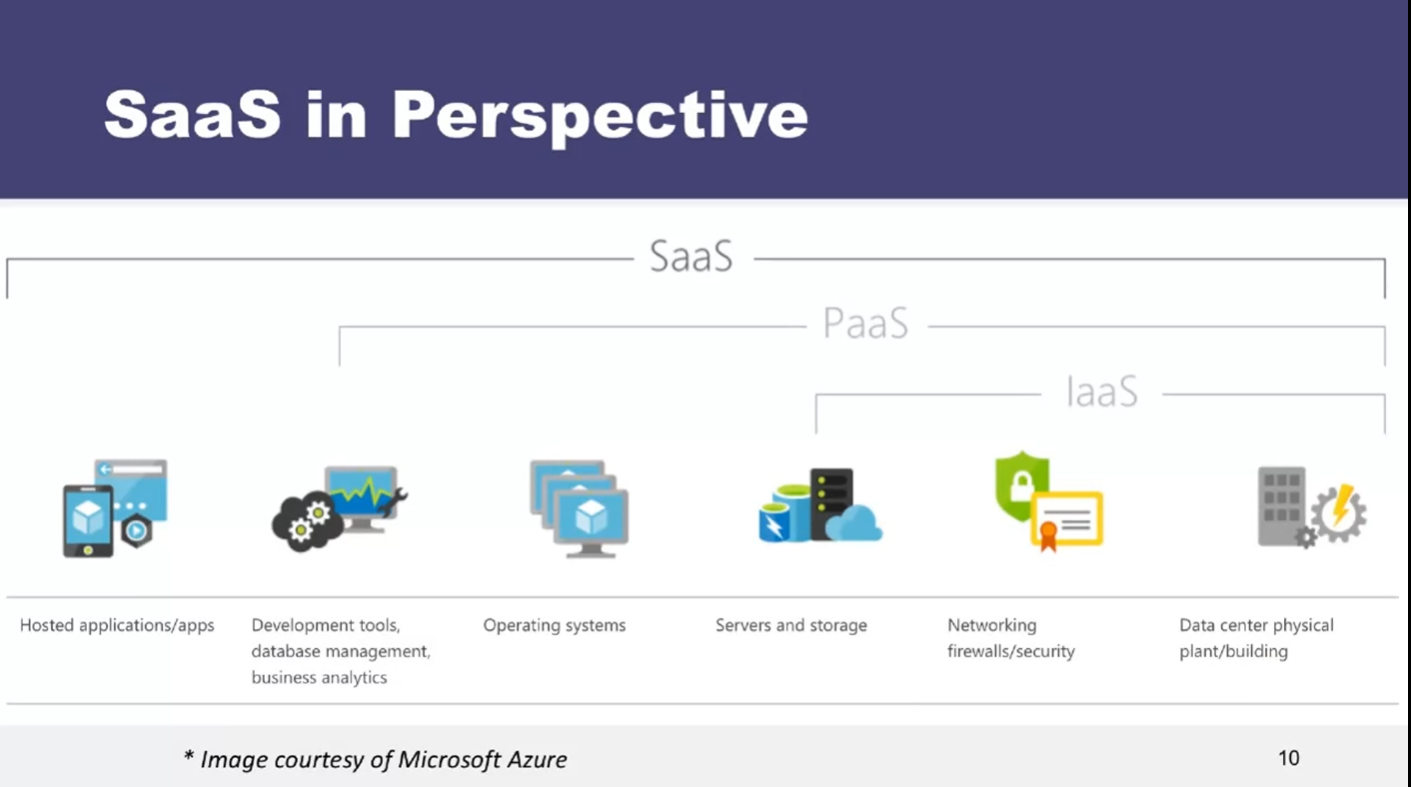 SaaS in Perspective
SaaS
PaaS
IaaS
Hosted applications/apps
Development tools,
database management,
business analytics
Operating systems
Servers and storage
Networking
firewalls/security
Data center physical
plant/building
* Image courtesy of Microsoft Azure
10